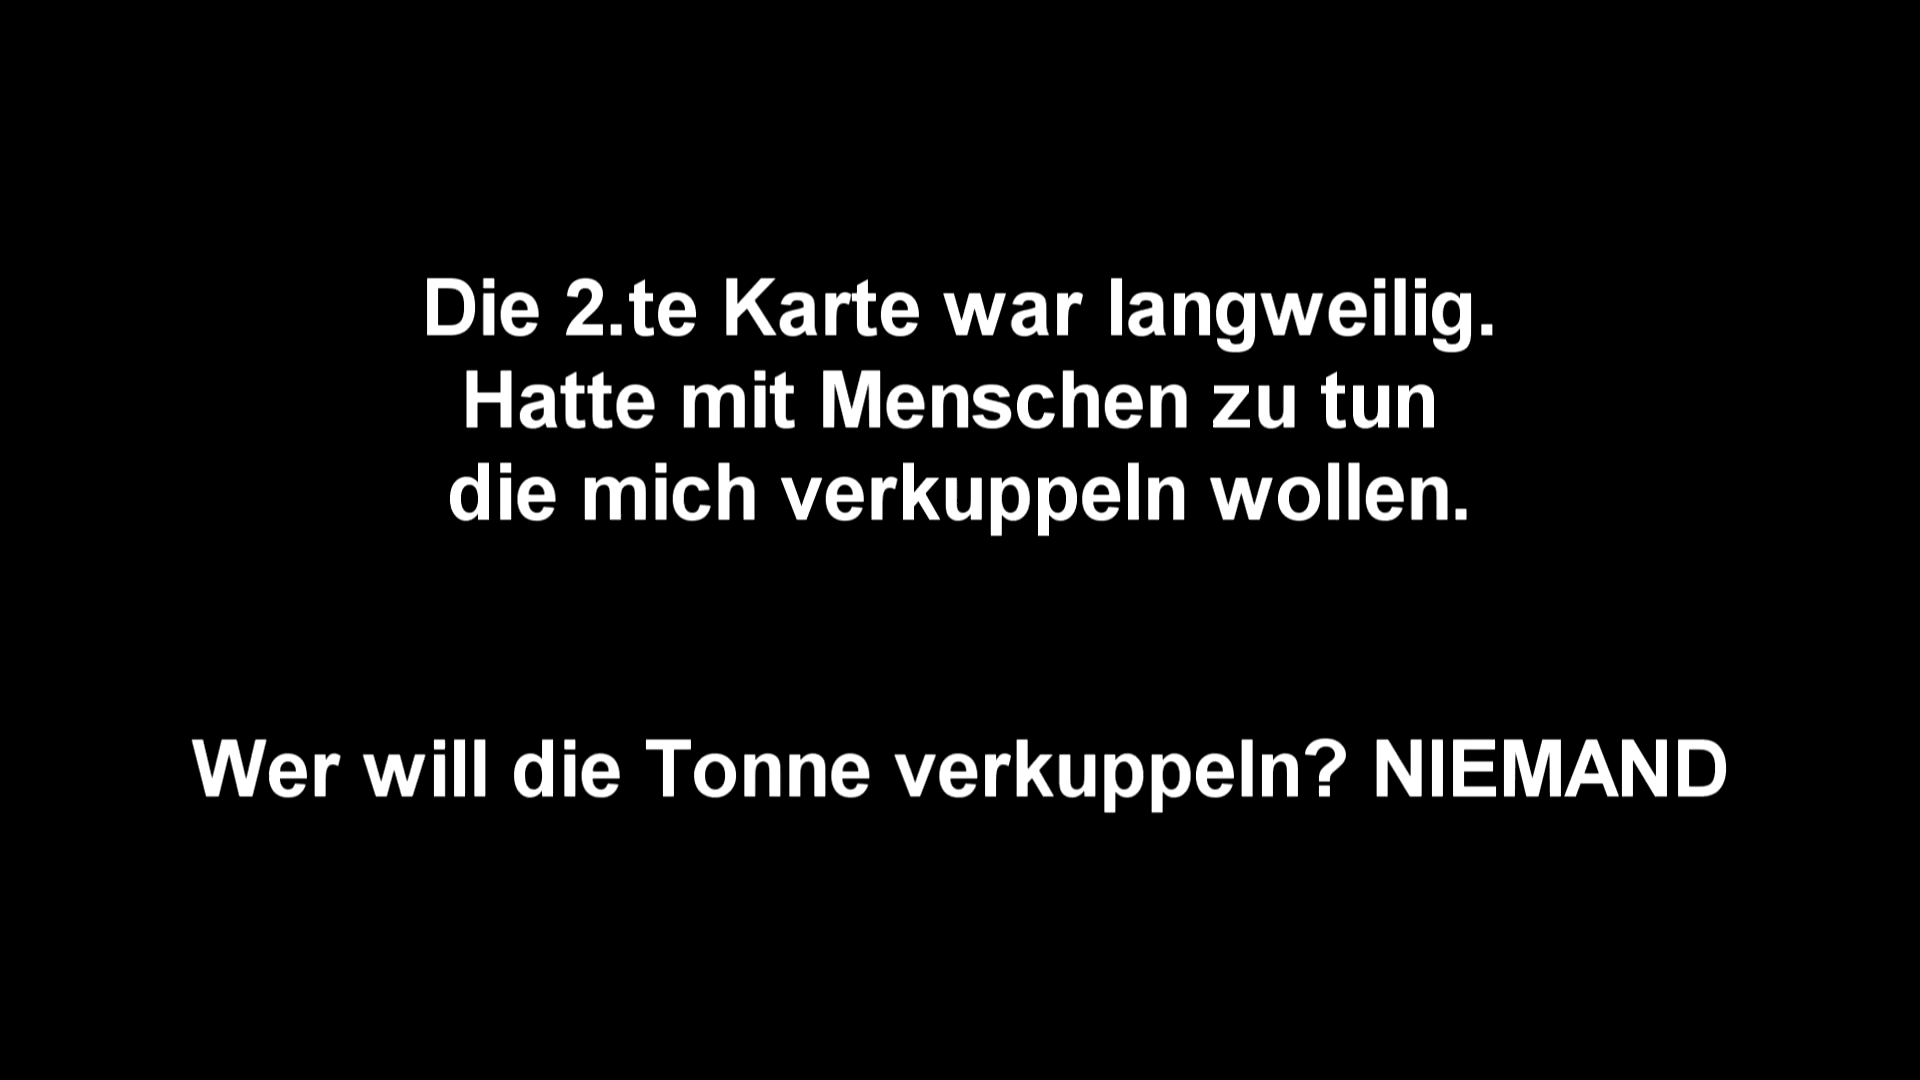 Die 2.te Karte war langweilig.
Hatte mit Menschen zu tun
die mich verkuppeln wollen.
Wer will die Tonne verkuppeln? NIEMAND